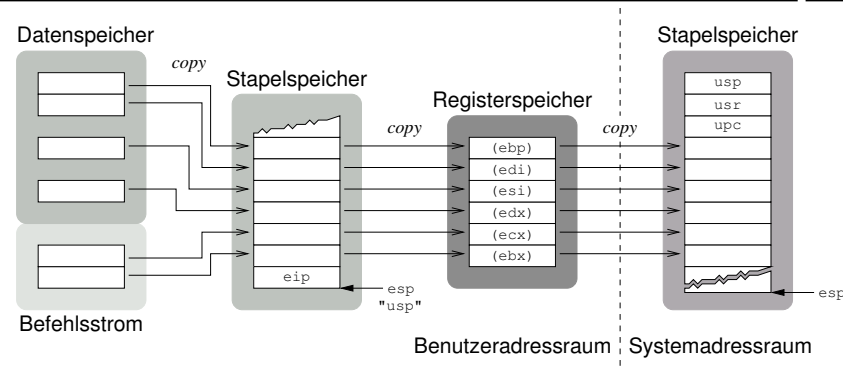 Datenspeicher
copy
Stapelspeicher
eip
esp
"usp"
Befehlsstrom
copy
Registerspeicher
(ebp)
(edi)
(esi)
(edx)
(ecx)
(ebx)
copy
Stapelspeicher
usp
usr
upc
esp
Benutzeradressraum
Systemadressraum